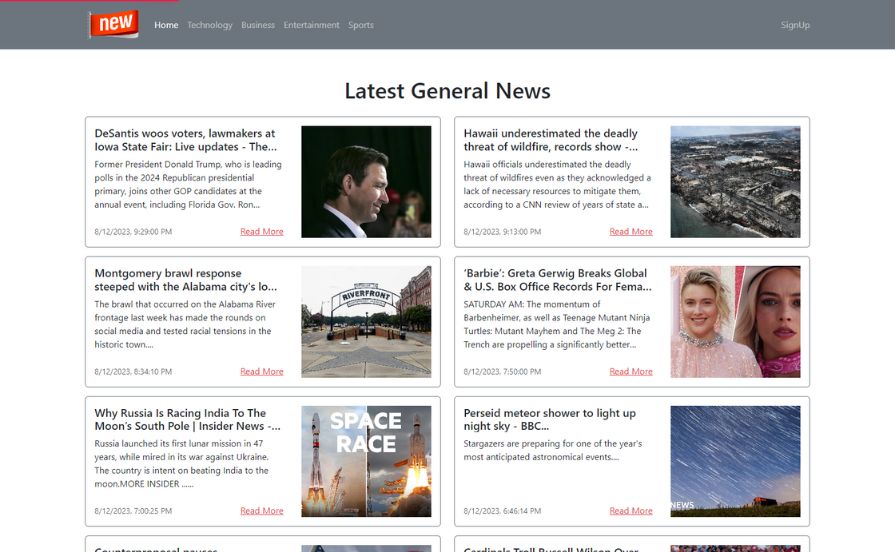 new
Home Technology Business Entertainment Sports SignUp
Latest General News
DeSantis woos voters, lawmakers at
Iowa State Fair: Live updates - The...
Former President Donald Trump, who is leading
polls in the 2024 Republican presidential
primary, joins other GOP candidates at the
annual event, including Florida Gov. Ron...
8/12/2023, 9:29:00 PM Read More
Hawaii underestimated the deadly
threat of wildfire, records show -...
Hawaii officials underestimated the deadly
threat of wildfires even as they acknowledged a
lack of necessary resources to mitigate them,
according to a CNN review of years of state a...
8/12/2023, 9:13:00 PM Read More
Montgomery brawl response
steeped with the Alabama city's lo...
The brawl that occurred on the Alabama River
frontage last week has made the rounds on
social media and tested racial tensions in the
historic town....
8/12/2023, 8:34:10 PM Read More
RIVERFRONT
'Barbie': Greta Gerwig Breaks Global
& U.S. Box Office Records For Fema...
SATURDAY AM: The momentum of
Barbenheimer, as well as Teenage Mutant Ninja
Turtles: Mutant Mayhem and The Meg 2: The
Trench are propelling a significantly better...
8/12/2023, 7:50:00 PM Read More
Why Russia Is Racing India To The
Moon's South Pole | Insider News -...
Russia launched its first lunar mission in 47
years, while mired in its war against Ukraine.
The country is intent on beating India to the
moon.MORE INSIDER ......
8/12/2023, 7:00:25 PM Read More
SPACE
RACE
Perseid meteor shower to light up
night sky - BBC...
Stargazers are preparing for one of the year's
most anticipated astronomical events....
8/12/2023, 6:46:14 PM Read More
NEWS
Counterproposal pauses
Cardinals Troll Russell Wilson Over